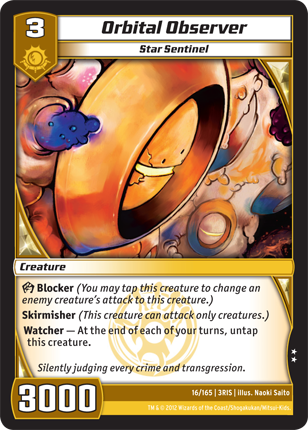 3
Orbital Observer
Star Sentinel
Creature
Blocker (You may tap this creature to change an
enemy creature's attack to this creature.)
Skirmisher (This creature can attack only creatures.)
Watcher — At the end of each of your turns, untap
this creature.
Silently judging every crime and transgression.
3000
16/165 | 3RIS | illus. Naoki Saito
TM & © 2012 Wizards of the Coast/Shogakukan/Mitsui-Kids.